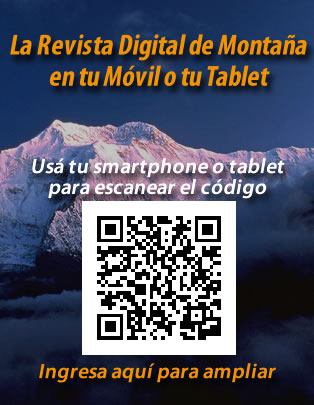 La Revista Digital de Montaña
en tu Móvil o tu Tablet
Usá tu smartphone o tablet
para escanear el código
Ingresa aquí para ampliar